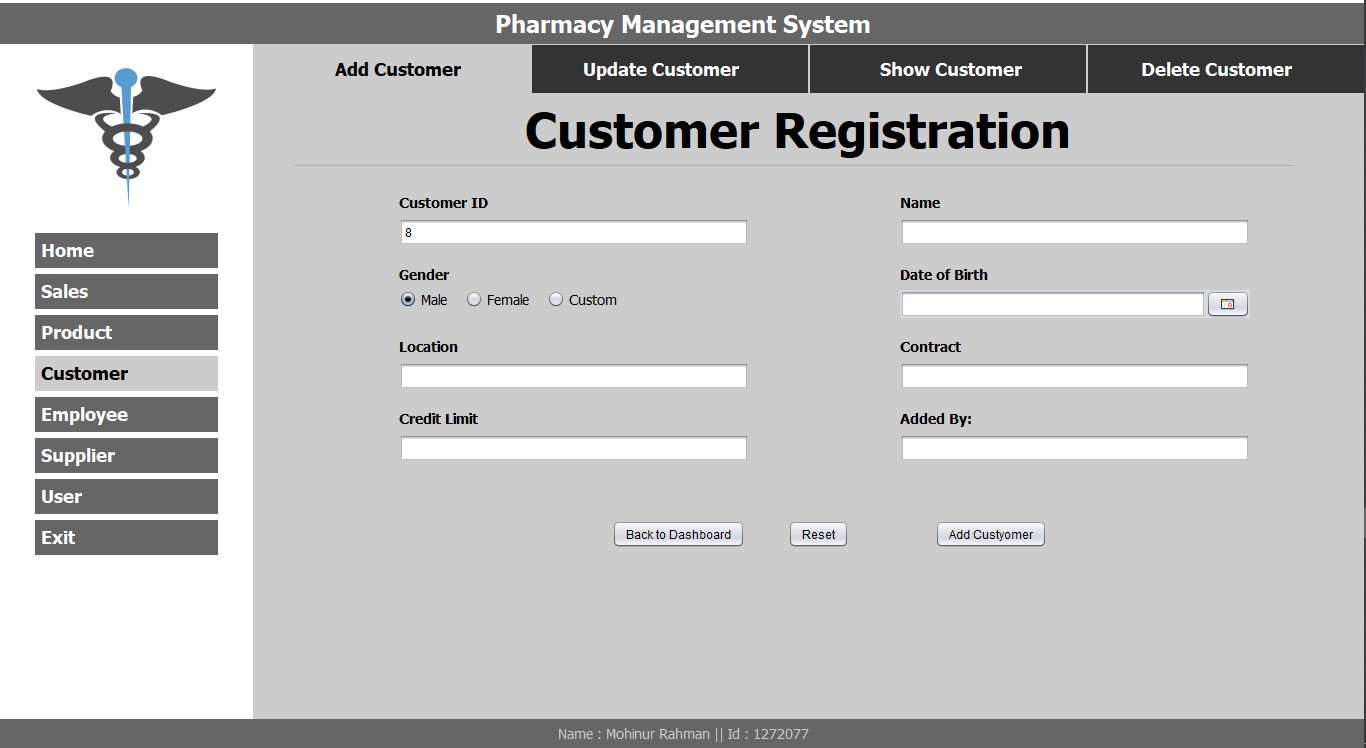 Pharmacy Management System
Add Customer Update Customer Show Customer Delete Customer
Customer Registration
Home
Sales
Product
Customer
Employee
Supplier
User
Exit
Customer ID Name
8
Gender Date of Birth
Male Female Custom
Location Contract
Credit Limit Added By:
Back to Dashboard Reset Add Custyomer
Name : Mohinur Rahman || Id : 1272077